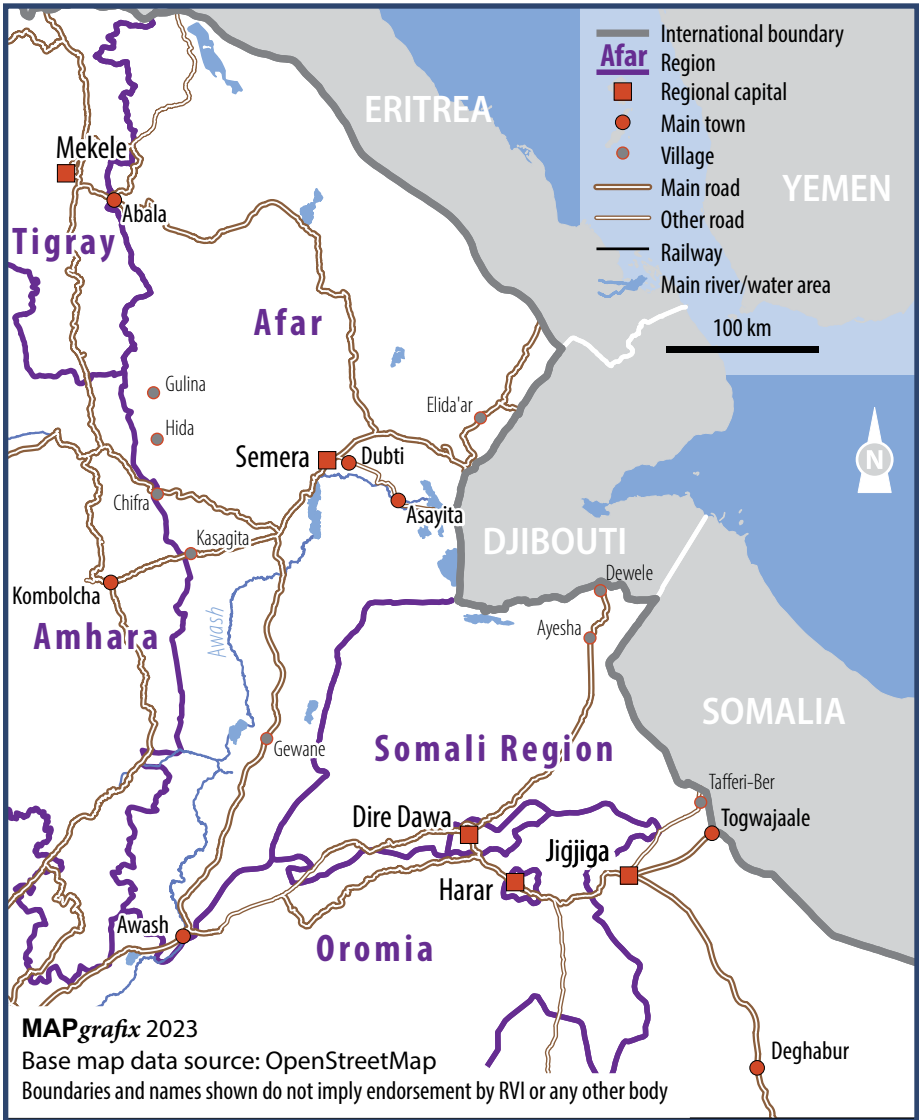 International boundary
Afar
Region
Regional capital
Main town
Village
Main road
Other road
Railway
Main river/water area
100 km
N
ERITREA
YEMEN
Mekele
Abala
Tigray
Afar
Gulina
Hida
Elida'ar
Semera
Dubti
Chifra
Asayita
Kasagita
DJIBOUTI
Dewele
Kombolcha
Amhara
Awash
Ayesha
SOMALIA
Gewane
Somali Region
Tafferi-Ber
Dire Dawa
Togwajaale
Jigjiga
Harar
Awash
Oromia
Deghabur
MAPgrafix 2023
Base map data source: OpenStreetMap
Boundaries and names shown do not imply endorsement by RVI or any other body